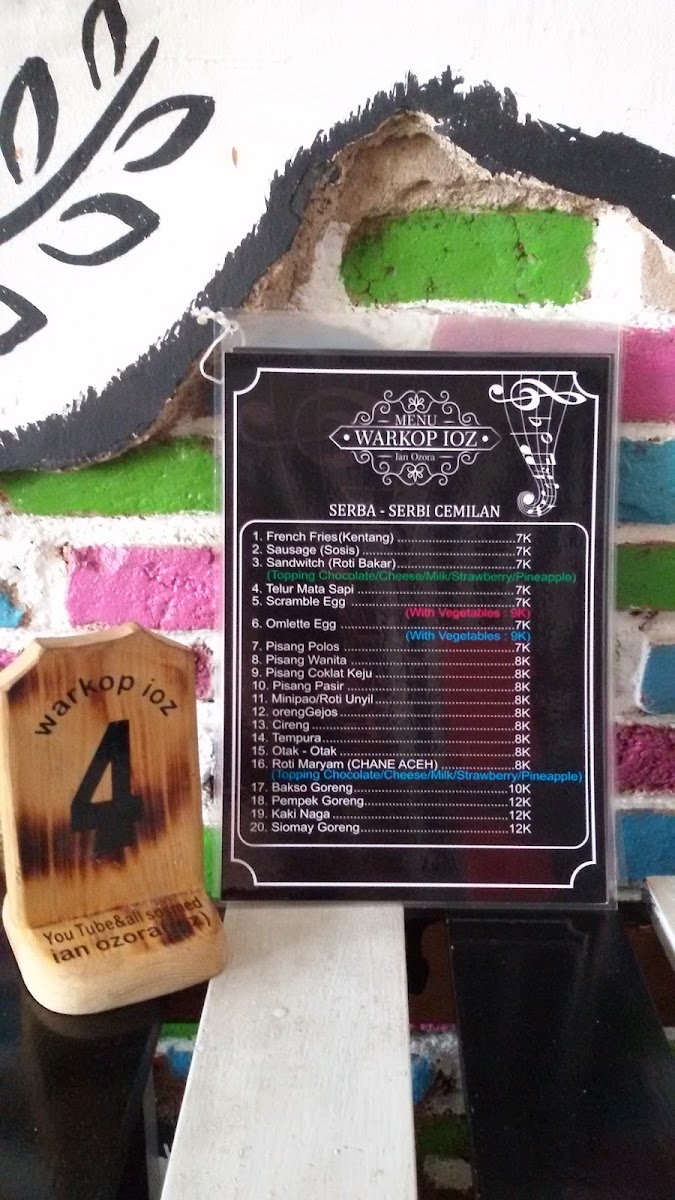 MENU
WARKOP IOZ
Ian Ozora
SERBA - SERBI CEMILAN
1. French Fries(Kentang) ............7K
2. Sausage (Sosis) ............7K
3. Sandwitch (Roti Bakar) ............7K
(Topping Chocolate/Cheese/Milk/Strawberry/Pineapple)
4. Telur Mata Sapi ............7K
5. Scramble Egg ............7K
(With Vegetables : 9K)
6. Omlette Egg ............7K
(With Vegetables : 9K)
7. Pisang Polos ............7K
8. Pisang Wanita ............8K
9. Pisang Coklat Keju ............8K
10. Pisang Pasir ............8K
11. Minipao/Roti Unyil ............8K
12. orengGejos ............8K
13. Cireng ............8K
14. Tempura ............8K
15. Otak - Otak ............8K
16. Roti Maryam (CHANE ACEH) ............8K
(Topping Chocolate/Cheese/Milk/Strawberry/Pineapple)
17. Bakso Goreng ............10K
18. Pempek Goreng ............12K
19. Kaki Naga ............12K
20. Siomay Goreng ............12K
warkop ioz
4
You Tube&all sosmed
ian ozora